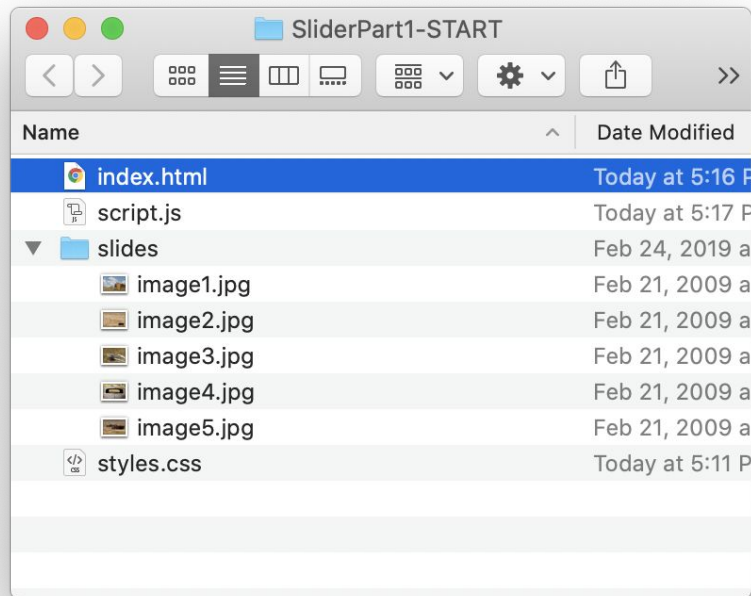 SliderPart1-START
Name Date Modified
index.html Today at 5:16 P
script.js Today at 5:17 P
slides Feb 24, 2019 a
image1.jpg Feb 21, 2009 a
image2.jpg Feb 21, 2009 a
image3.jpg Feb 21, 2009 a
image4.jpg Feb 21, 2009 a
image5.jpg Feb 21, 2009 a
styles.css Today at 5:11 P